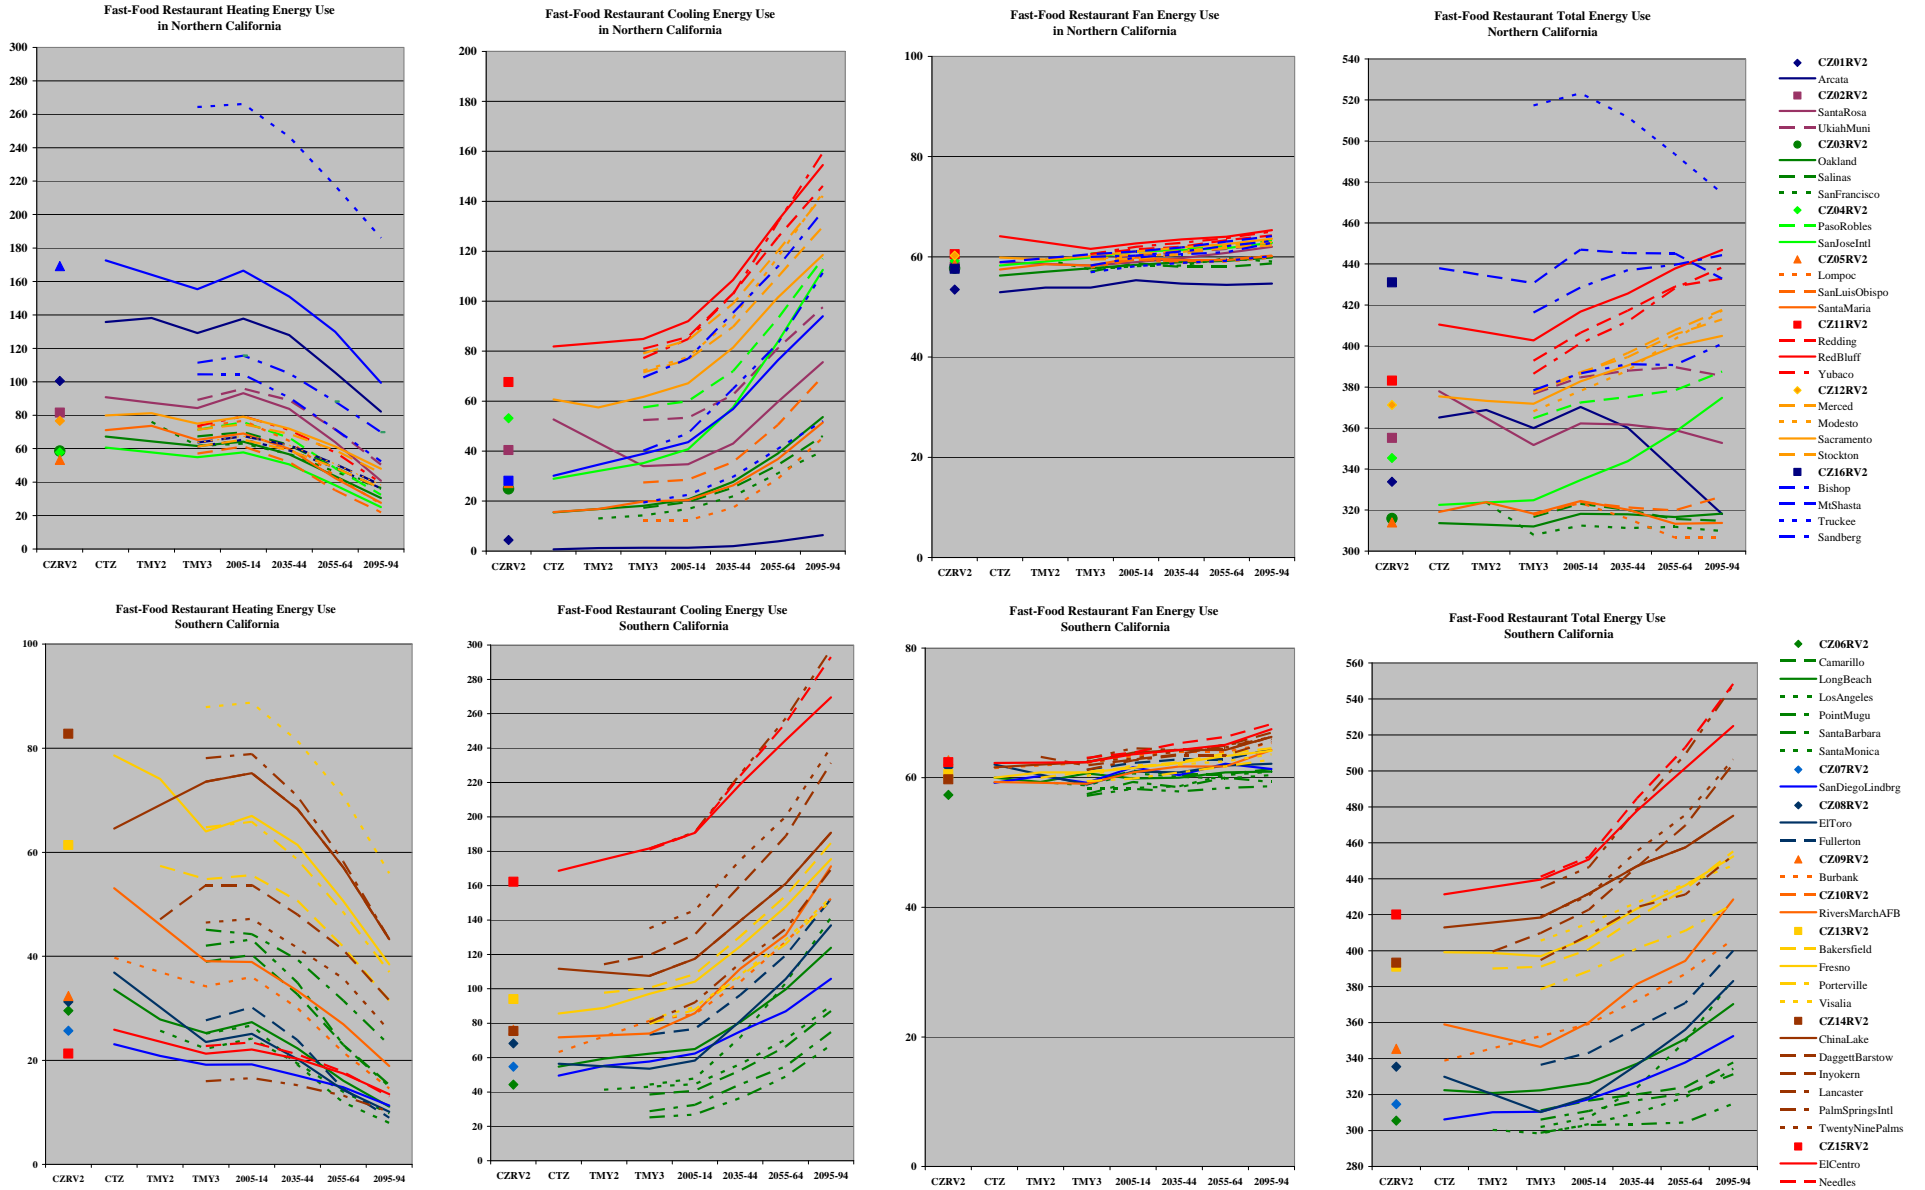 Fast-Food Restaurant Heating Energy Use
in Northern California
300
280
260
240
220
200
180
160
140
120
100
80
60
40
20
0
CZRV2 CTZ TMY2 TMY3 2005-14 2035-44 2055-64 2095-94
Fast-Food Restaurant Cooling Energy Use
in Northern California
200
180
160
140
120
100
80
60
40
20
0
CZRV2 CTZ TMY2 TMY3 2005-14 2035-44 2055-64 2095-94
Fast-Food Restaurant Fan Energy Use
in Northern California
100
80
60
40
20
0
CZRV2 CTZ TMY2 TMY3 2005-14 2035-44 2055-64 2095-94
Fast-Food Restaurant Total Energy Use
Northern California
540
520
500
480
460
440
420
400
380
360
340
320
300
CZRV2 CTZ TMY2 TMY3 2005-14 2035-44 2055-64 2095-94
CZ01RV2
Arcata
CZ02RV2
SantaRosa
UkiahMuni
CZ03RV2
Oakland
Salinas
SanFrancisco
CZ04RV2
PasoRobles
SanJoseIntl
CZ05RV2
Lompoc
SanLuisObispo
SantaMaria
CZ11RV2
Redding
RedBluff
Yubaco
CZ12RV2
Merced
Modesto
Sacramento
Stockton
CZ16RV2
Bishop
MtShasta
Truckee
Sandberg
Fast-Food Restaurant Heating Energy Use
Southern California
100
80
60
40
20
0
CZRV2 CTZ TMY2 TMY3 2005-14 2035-44 2055-64 2095-94
Fast-Food Restaurant Cooling Energy Use
Southern California
300
280
260
240
220
200
180
160
140
120
100
80
60
40
20
0
CZRV2 CTZ TMY2 TMY3 2005-14 2035-44 2055-64 2095-94
Fast-Food Restaurant Fan Energy Use
Southern California
80
60
40
20
0
CZRV2 CTZ TMY2 TMY3 2005-14 2035-44 2055-64 2095-94
Fast-Food Restaurant Total Energy Use
Southern California
560
540
520
500
480
460
440
420
400
380
360
340
320
300
280
CZRV2 CTZ TMY2 TMY3 2005-14 2035-44 2055-64 2095-94
CZ06RV2
Camarillo
LongBeach
LosAngeles
PointMugu
SantaBarbara
SantaMonica
CZ07RV2
SanDiegoLindbrg
CZ08RV2
ElToro
Fullerton
CZ09RV2
Burbank
CZ10RV2
RiversMarchAFB
CZ13RV2
Bakersfield
Fresno
Porterville
Visalia
CZ14RV2
ChinaLake
DaggettBarstow
Inyokern
Lancaster
PalmSpringsIntl
TwentyNinePalms
CZ15RV2
ElCentro
Needles